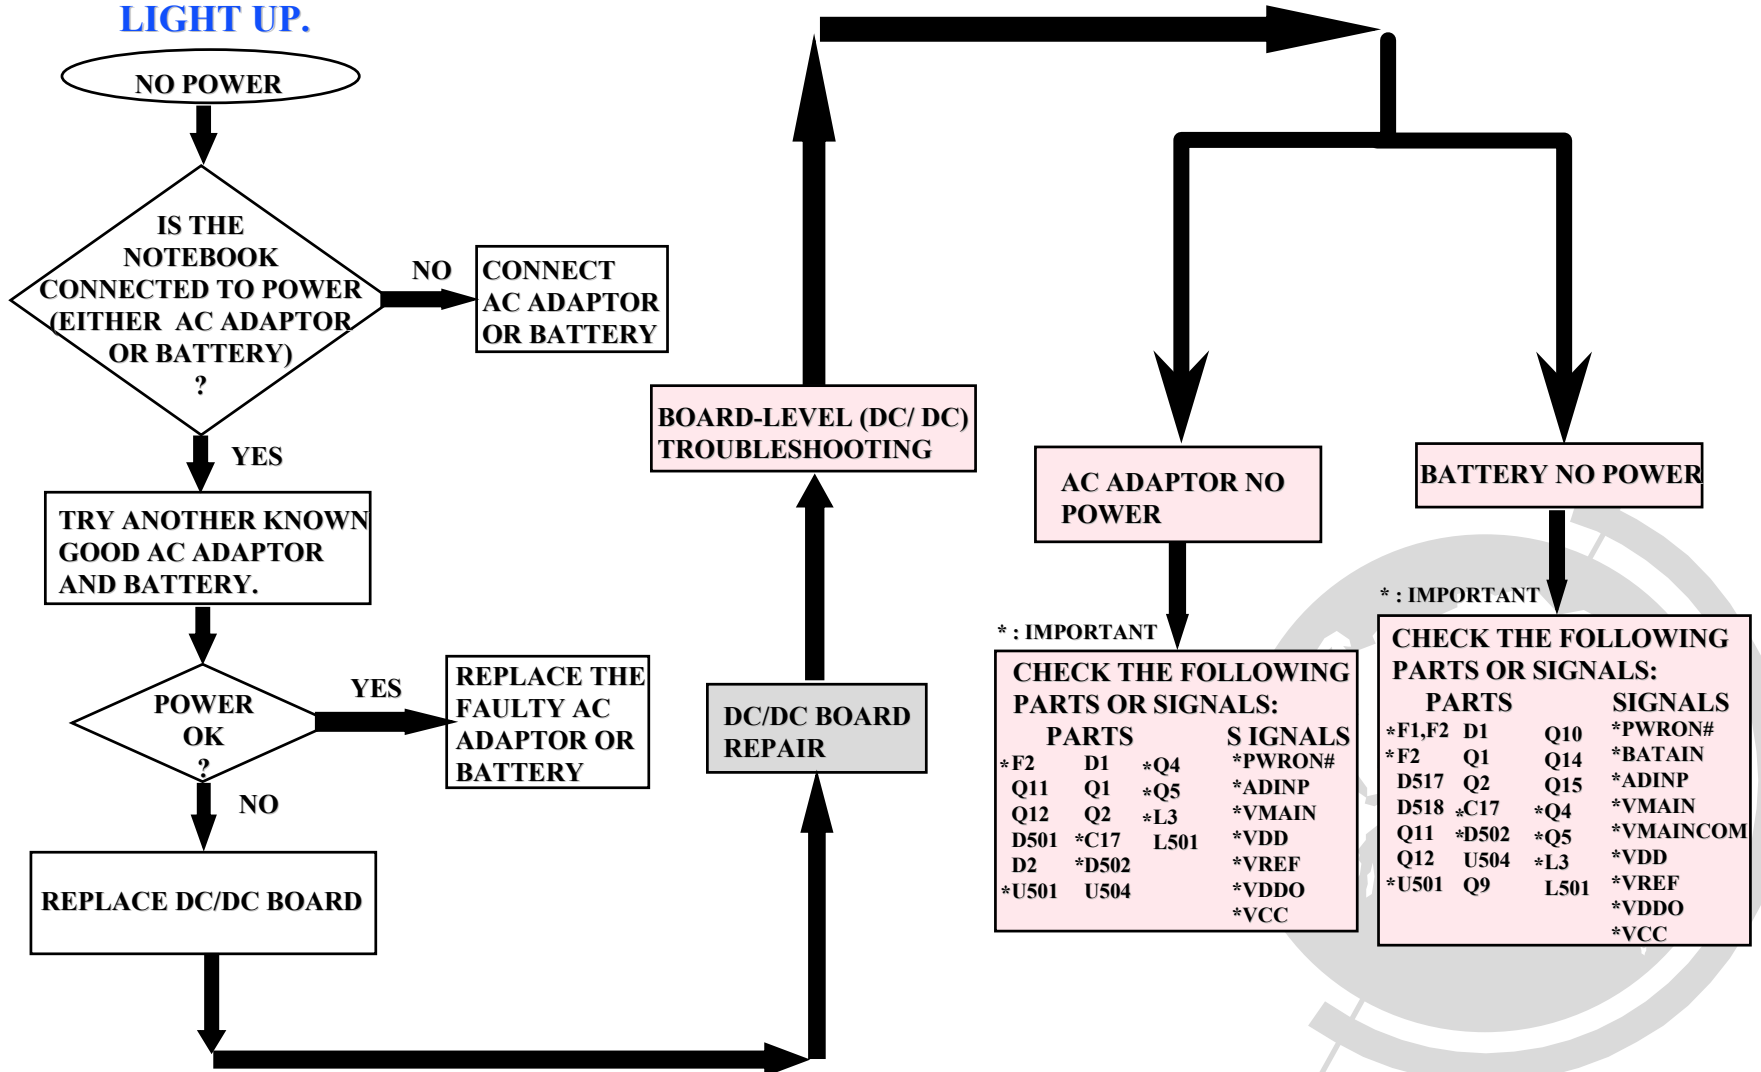 LIGHT UP.
NO POWER
IS THE
NOTEBOOK
CONNECTED TO POWER
(EITHER AC ADAPTOR
OR BATTERY)
?
NO
CONNECT
AC ADAPTOR
OR BATTERY
YES
TRY ANOTHER KNOWN
GOOD AC ADAPTOR
AND BATTERY.
POWER
OK
?
YES
REPLACE THE
FAULTY AC
ADAPTOR OR
BATTERY
NO
REPLACE DC/DC BOARD
DC/DC BOARD
REPAIR
BOARD-LEVEL (DC/ DC)
TROUBLESHOOTING
AC ADAPTOR NO
POWER
* : IMPORTANT
CHECK THE FOLLOWING
PARTS OR SIGNALS:
PARTS S IGNALS
*F2 D1 *Q4 *PWRON#
Q11 Q1 *Q5 *ADINP
Q12 Q2 *L3 *VMAIN
D501 *C17 L501 *VDD
D2 *D502 *VREF
*U501 U504 *VDDO
*VCC
BATTERY NO POWER
* : IMPORTANT
CHECK THE FOLLOWING
PARTS OR SIGNALS:
PARTS SIGNALS
*F1,F2 D1 Q10 *PWRON#
*F2 Q1 Q14 *BATAIN
D517 Q2 Q15 *ADINP
D518 *C17 *Q4 *VMAIN
Q11 *D502 *Q5 *VMAINCOM
Q12 U504 *L3 *VDD
*U501 Q9 L501 *VREF
*VDDO
*VCC